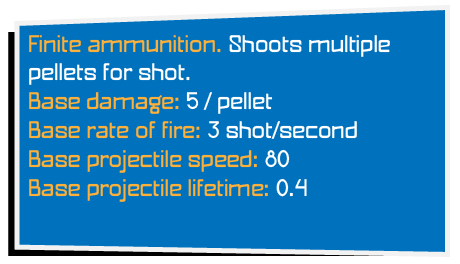 Finite ammunition. Shoots multiple
pellets for shot.
Base damage: 5 / pellet
Base rate of fire: 3 shot/second
Base projectile speed: 80
Base projectile lifetime: 0.4